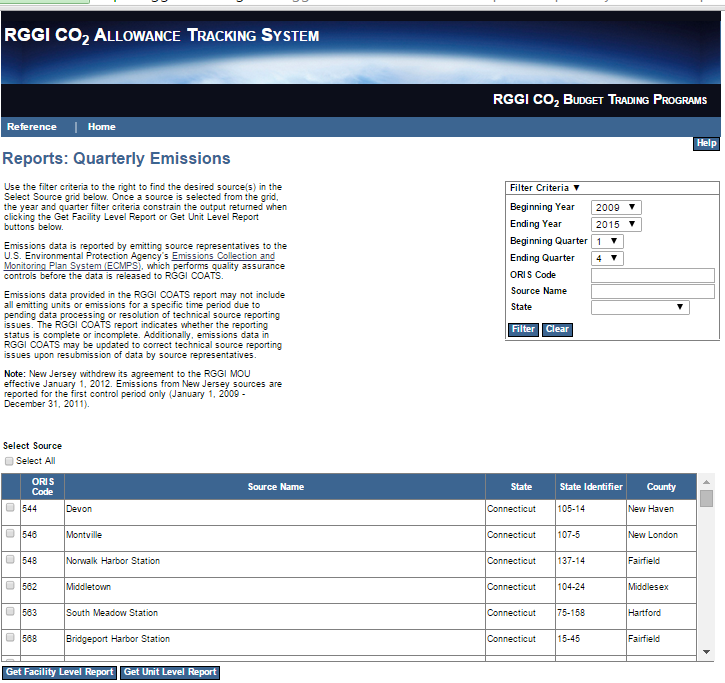 RGGI CO2 ALLOWANCE TRACKING SYSTEM
RGGI CO2 BUDGET TRADING PROGRAMS
Reference | Home
Help
Reports: Quarterly Emissions
Use the filter criteria to the right to find the desired source(s) in the
Select Source grid below. Once a source is selected from the grid,
the year and quarter filter criteria constrain the output returned when
clicking the Get Facility Level Report or Get Unit Level Report
buttons below.
Emissions data is reported by emitting source representatives to the
U.S. Environmental Protection Agency's Emissions Collection and
Monitoring Plan System (ECMPS), which performs quality assurance
controls before the data is released to RGGI COATS.
Emissions data provided in the RGGI COATS report may not include
all emitting units or emissions for a specific time period due to
pending data processing or resolution of technical source reporting
issues. The RGGI COATS report indicates whether the reporting
status is complete or incomplete. Additionally, emissions data in
RGGI COATS may be updated to correct technical source reporting
issues upon resubmission of data by source representatives.
Note: New Jersey withdrew its agreement to the RGGI MOU
effective January 1, 2012. Emissions from New Jersey sources are
reported for the first control period only (January 1, 2009 -
December 31, 2011).
Filter Criteria ▼
Beginning Year 2009 ▼
Ending Year 2015 ▼
Beginning Quarter 1 ▼
Ending Quarter 4 ▼
ORIS Code
Source Name
State ▼
Filter Clear
Select Source
Select All
ORIS Code Source Name State State Identifier County
544 Devon Connecticut 105-14 New Haven
546 Montville Connecticut 107-5 New London
548 Norwalk Harbor Station Connecticut 137-14 Fairfield
562 Middletown Connecticut 104-24 Middlesex
563 South Meadow Station Connecticut 75-158 Hartford
568 Bridgeport Harbor Station Connecticut 15-45 Fairfield
Get Facility Level Report Get Unit Level Report